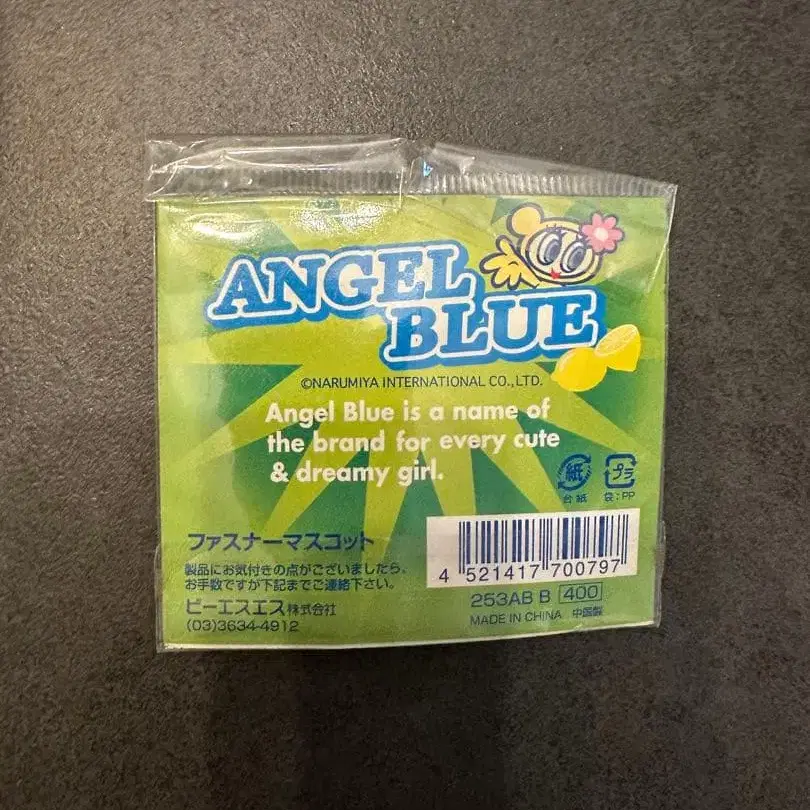 ANGEL
BLUE
©NARUMIYA INTERNATIONAL CO.,LTD.
Angel Blue is a name of
the brand for every cute
& dreamy girl.
紙 プラ
台紙 袋:PP
ファスナーマスコット
製品にお気付きの点がございましたら、
お手数ですが下記までご連絡下さい。
ピーエスエス株式会社
(03)3634-4912
4 521417 700797
253AB B 400
MADE IN CHINA 中国製